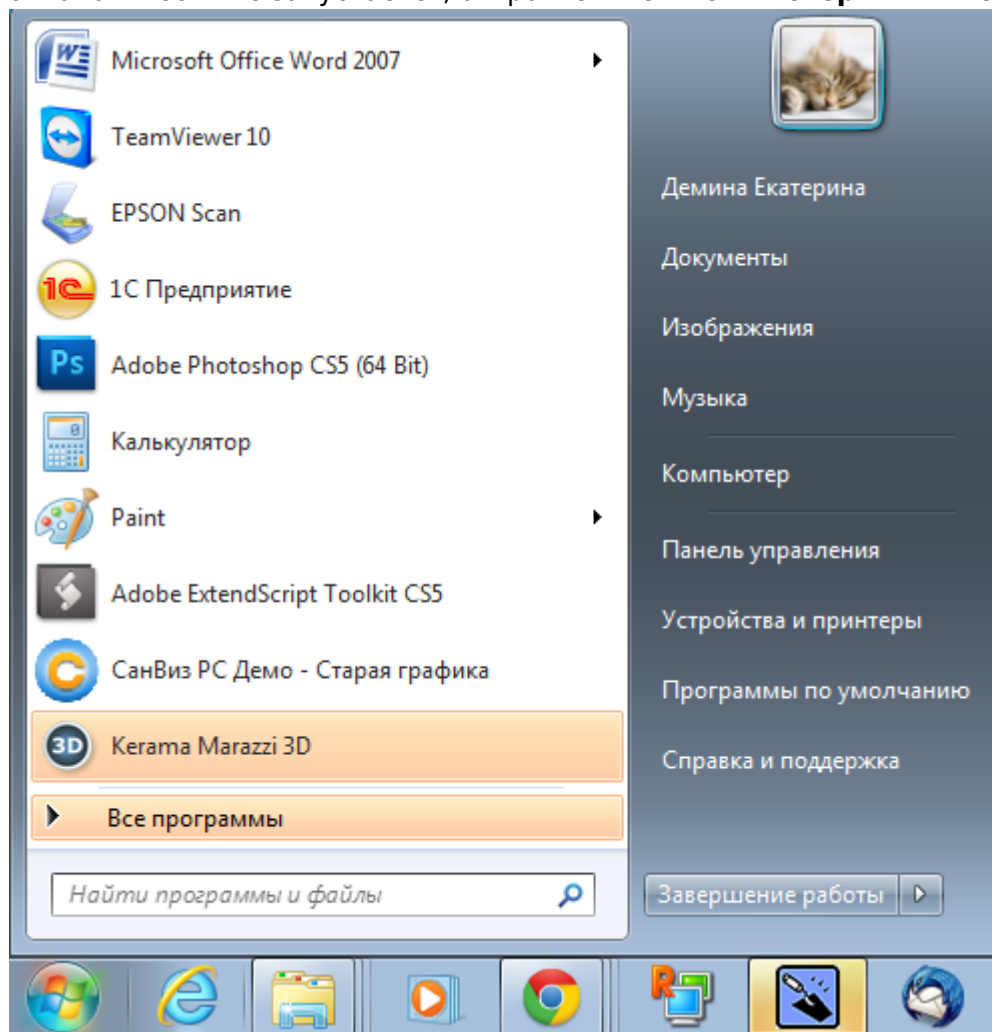 Microsoft Office Word 2007
TeamViewer 10
EPSON Scan
1С Предприятие
Adobe Photoshop CS5 (64 Bit)
Калькулятор
Paint
Adobe ExtendScript Toolkit CS5
СанВиз РС Демо - Старая графика
Kerama Marazzi 3D
Все программы
Найти программы и файлы
Демина Екатерина
Документы
Изображения
Музыка
Компьютер
Панель управления
Устройства и принтеры
Программы по умолчанию
Справка и поддержка
Завершение работы